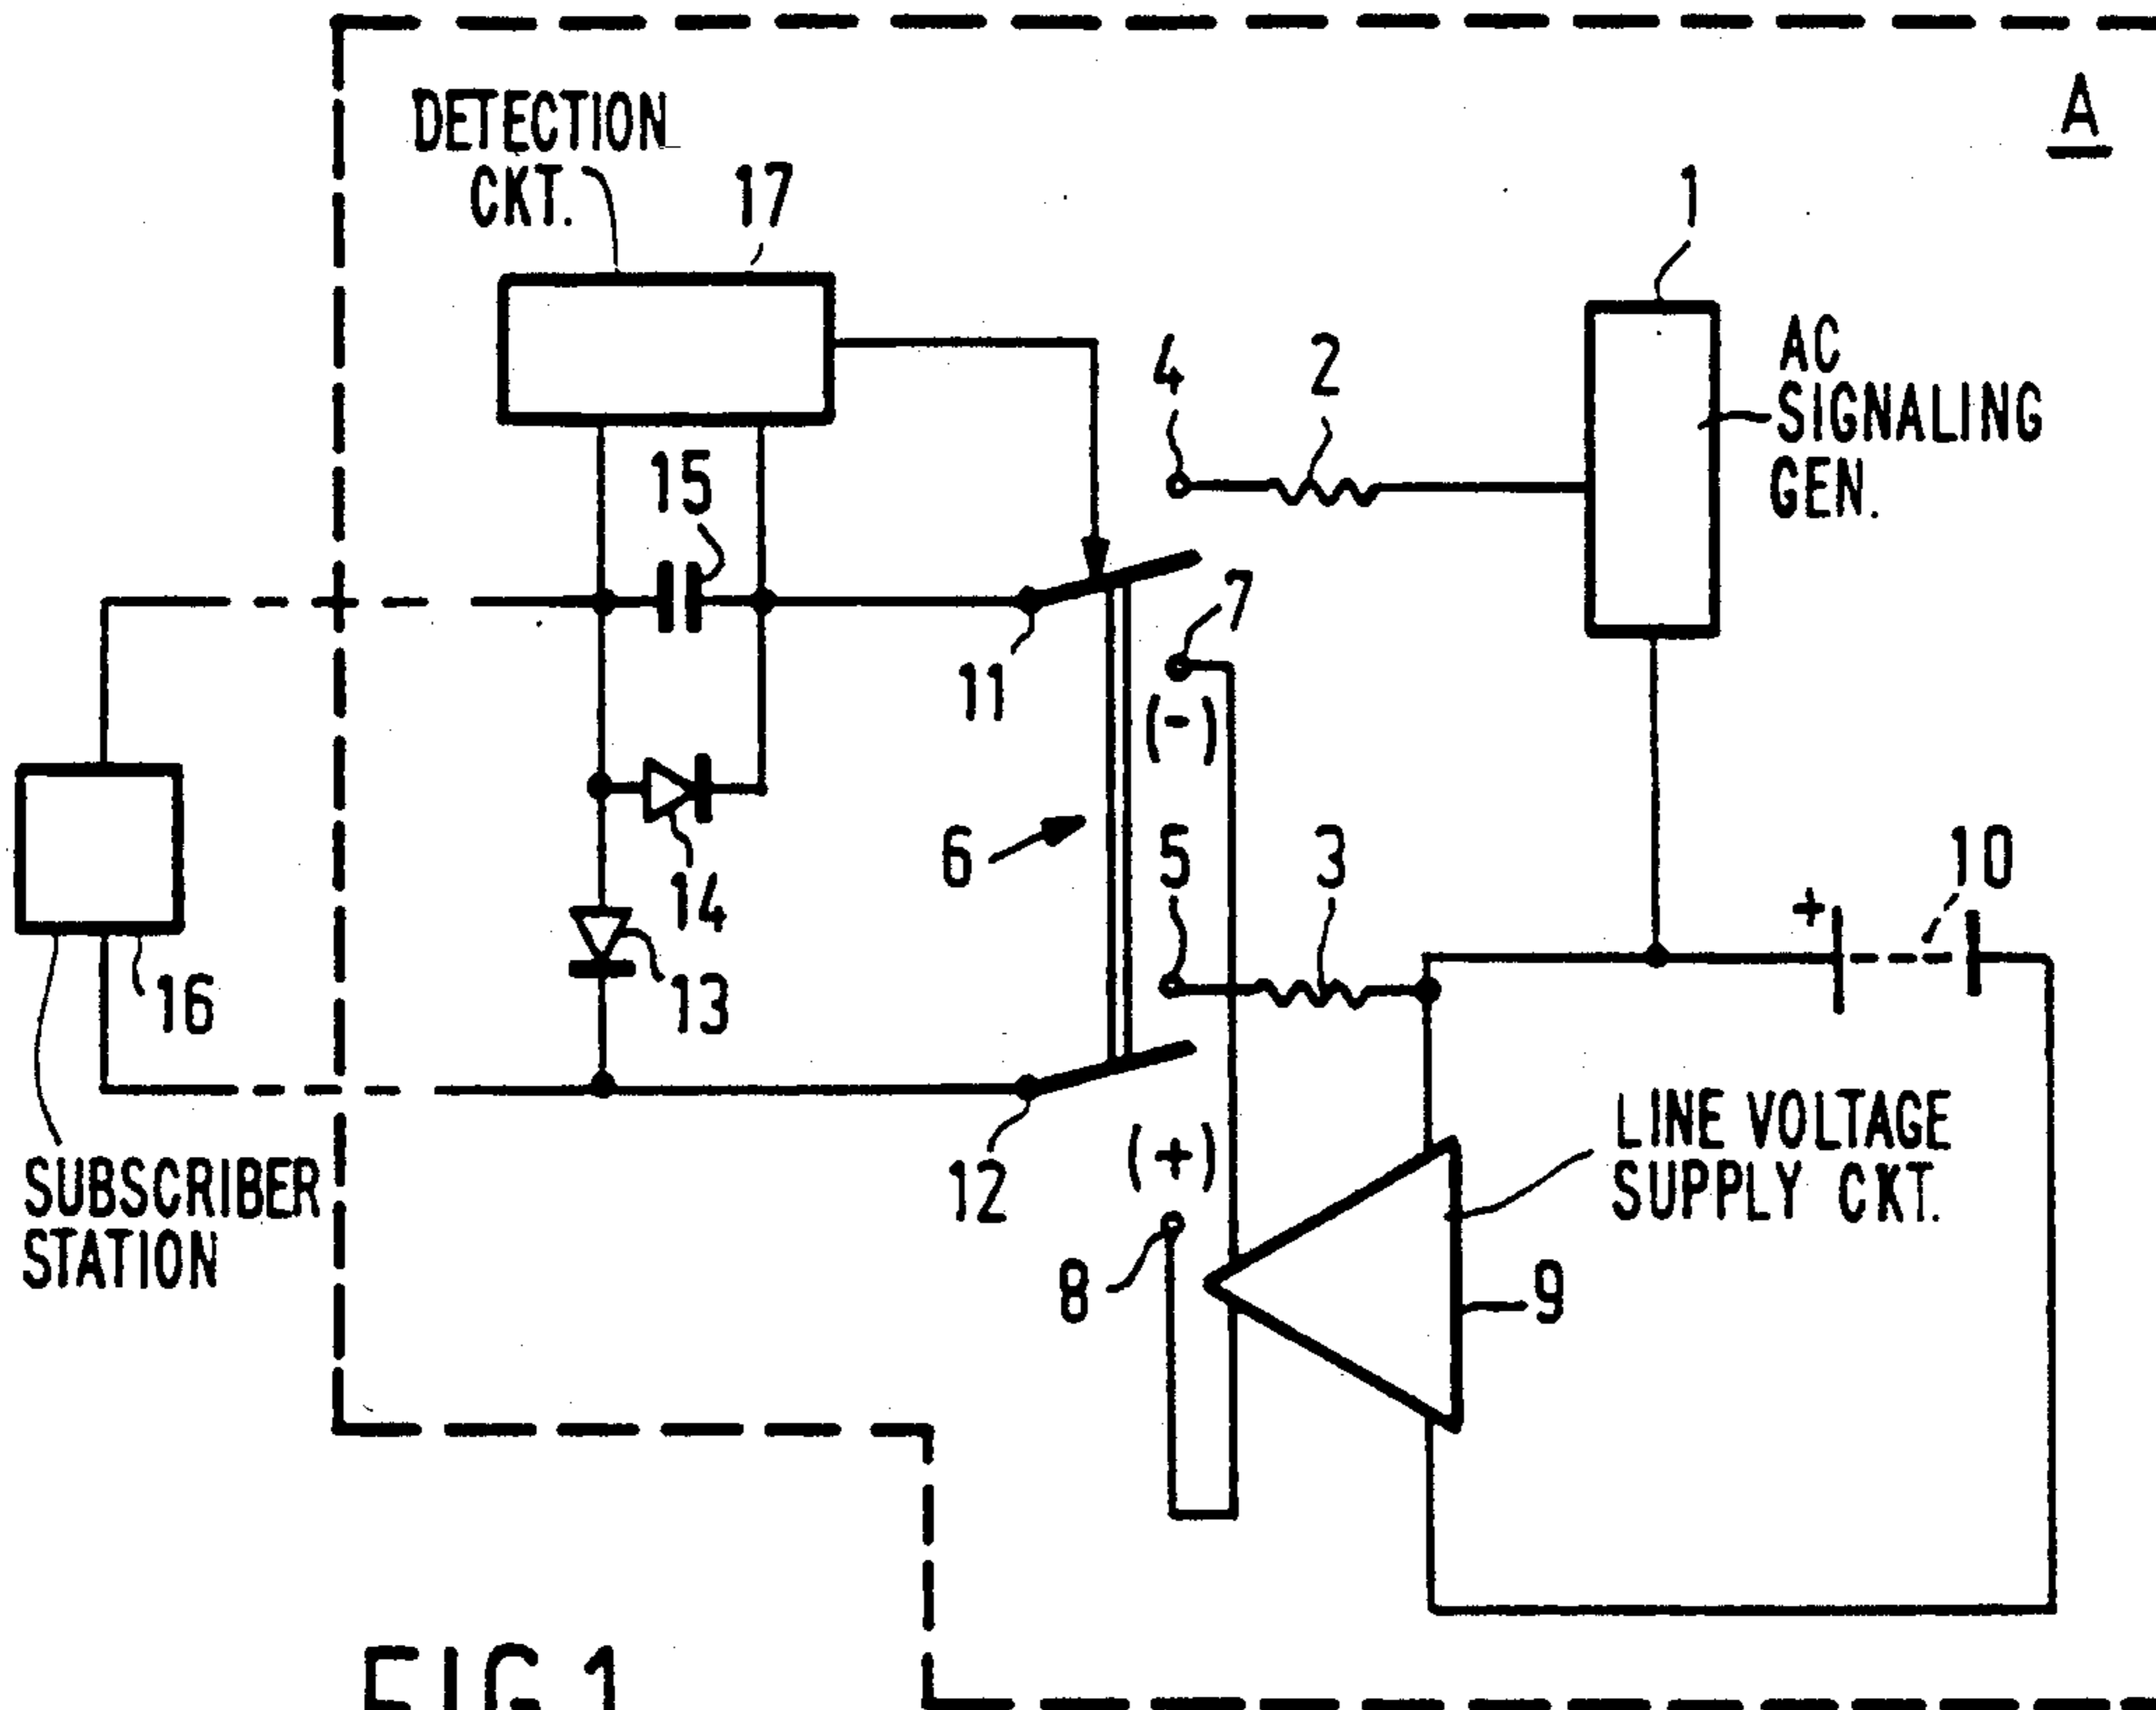 A
DETECTION
CKT.
17
1
AC
SIGNALING
GEN.
4
2
15
7
11
(-)
6
5
3
+
10
14
13
16
SUBSCRIBER
STATION
12
(+)
LINE VOLTAGE
SUPPLY CKT.
8
9
FIG.1